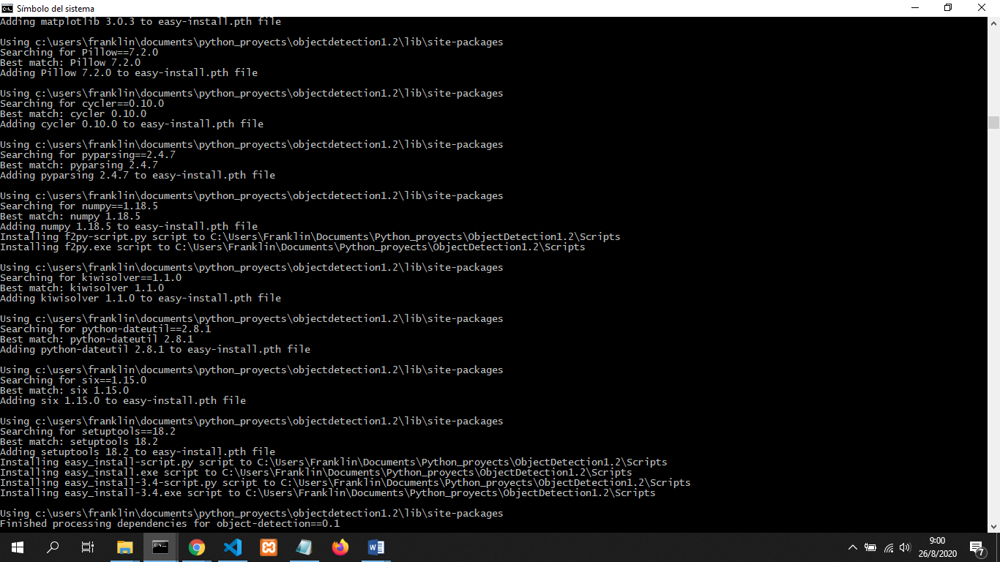 Símbolo del sistema
Adding matplotlib 3.0.3 to easy-install.pth file
Using c:\users\franklin\documents\python_proyects\objectdetection1.2\lib\site-packages
Searching for Pillow==7.2.0
Best match: Pillow 7.2.0
Adding Pillow 7.2.0 to easy-install.pth file
Using c:\users\franklin\documents\python_proyects\objectdetection1.2\lib\site-packages
Searching for cycler==0.10.0
Best match: cycler 0.10.0
Adding cycler 0.10.0 to easy-install.pth file
Using c:\users\franklin\documents\python_proyects\objectdetection1.2\lib\site-packages
Searching for pyparsing==2.4.7
Best match: pyparsing 2.4.7
Adding pyparsing 2.4.7 to easy-install.pth file
Using c:\users\franklin\documents\python_proyects\objectdetection1.2\lib\site-packages
Searching for numpy==1.18.5
Best match: numpy 1.18.5
Adding numpy 1.18.5 to easy-install.pth file
Installing f2py-script.py script to C:\Users\Franklin\Documents\Python_proyects\ObjectDetection1.2\Scripts
Installing f2py.exe script to C:\Users\Franklin\Documents\Python_proyects\ObjectDetection1.2\Scripts
Using c:\users\franklin\documents\python_proyects\objectdetection1.2\lib\site-packages
Searching for kiwisolver==1.1.0
Best match: kiwisolver 1.1.0
Adding kiwisolver 1.1.0 to easy-install.pth file
Using c:\users\franklin\documents\python_proyects\objectdetection1.2\lib\site-packages
Searching for python-dateutil==2.8.1
Best match: python-dateutil 2.8.1
Adding python-dateutil 2.8.1 to easy-install.pth file
Using c:\users\franklin\documents\python_proyects\objectdetection1.2\lib\site-packages
Searching for six==1.15.0
Best match: six 1.15.0
Adding six 1.15.0 to easy-install.pth file
Using c:\users\franklin\documents\python_proyects\objectdetection1.2\lib\site-packages
Searching for setuptools==18.2
Best match: setuptools 18.2
Adding setuptools 18.2 to easy-install.pth file
Installing easy_install-script.py script to C:\Users\Franklin\Documents\Python_proyects\ObjectDetection1.2\Scripts
Installing easy_install.exe script to C:\Users\Franklin\Documents\Python_proyects\ObjectDetection1.2\Scripts
Installing easy_install-3.4-script.py script to C:\Users\Franklin\Documents\Python_proyects\ObjectDetection1.2\Scripts
Installing easy_install-3.4.exe script to C:\Users\Franklin\Documents\Python_proyects\ObjectDetection1.2\Scripts
Using c:\users\franklin\documents\python_proyects\objectdetection1.2\lib\site-packages
Finished processing dependencies for object-detection==0.1
9:00
26/8/2020
7